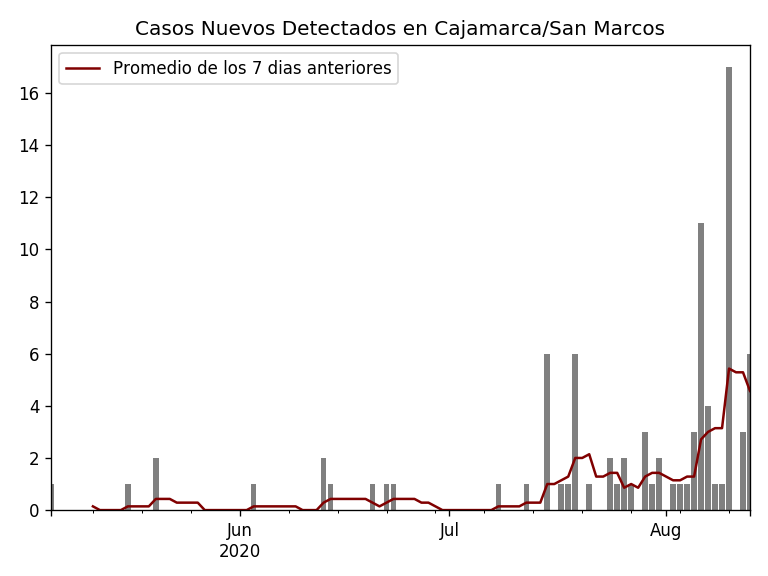 Casos Nuevos Detectados en Cajamarca/San Marcos
Promedio de los 7 dias anteriores
16
14
12
10
8
6
4
2
0
Jun
2020
Jul
Aug